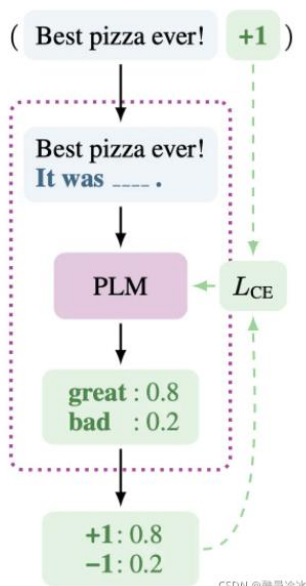 ( Best pizza ever! +1 )
Best pizza ever!
It was ____ .
PLM
L_CE
great : 0.8
bad : 0.2
+1: 0.8
−1: 0.2